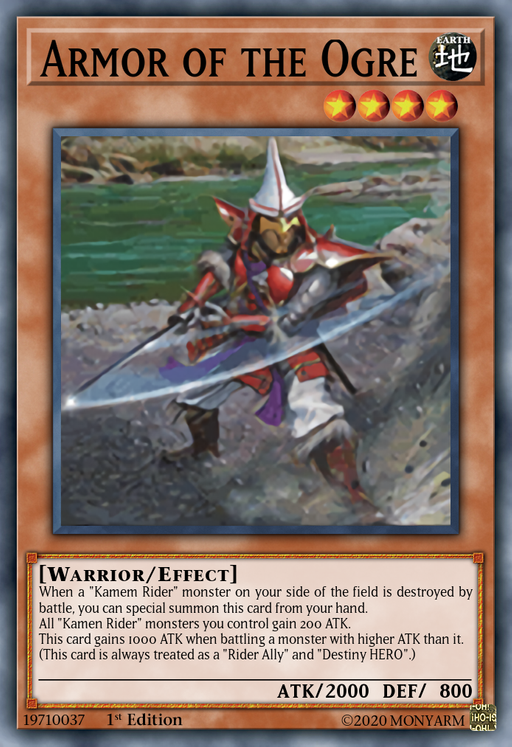 Armor of the Ogre
EARTH
地
[Warrior/Effect]
When a "Kamem Rider" monster on your side of the field is destroyed by
battle, you can special summon this card from your hand.
All "Kamen Rider" monsters you control gain 200 ATK.
This card gains 1000 ATK when battling a monster with higher ATK than it.
(This card is always treated as a "Rider Ally" and "Destiny HERO".)
ATK/2000 DEF/ 800
19710037 1st Edition ©2020 MONYARM